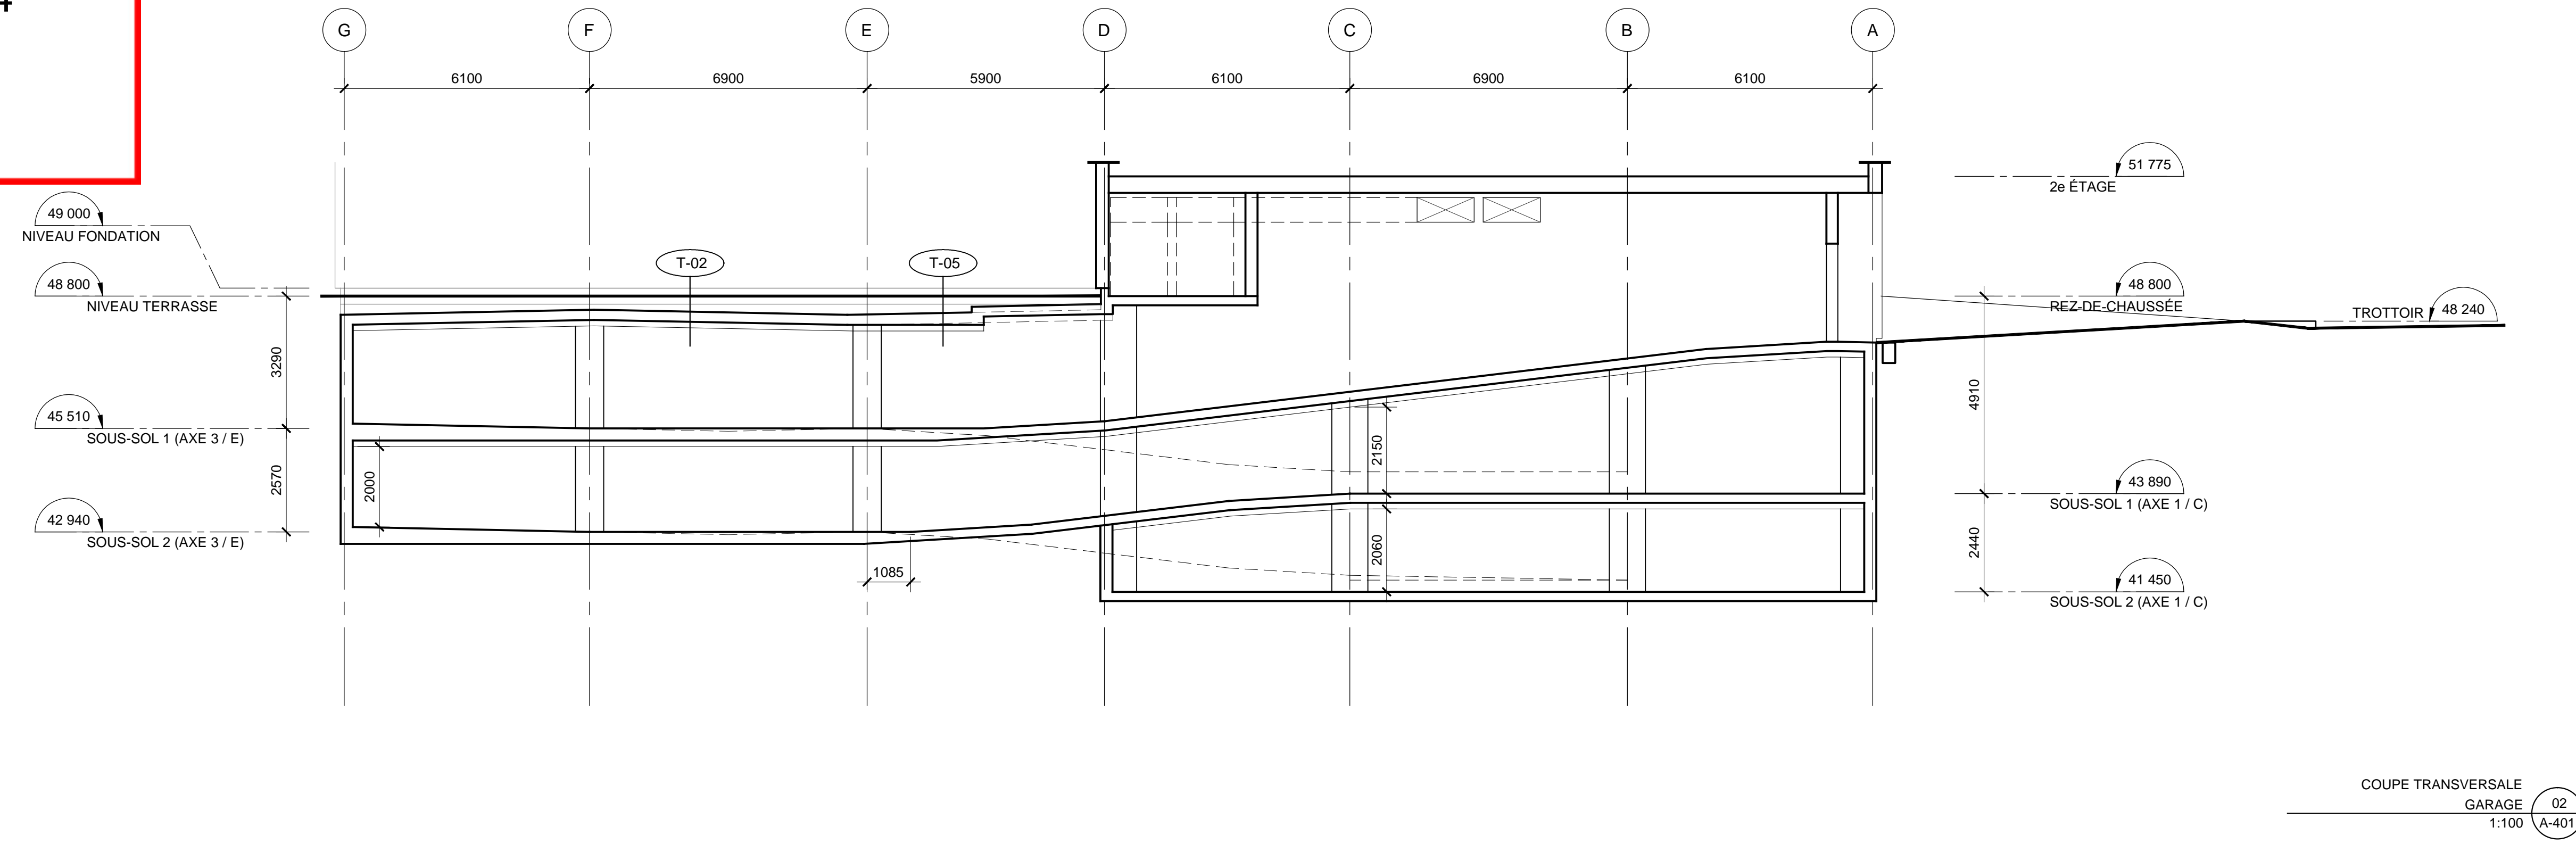 G F E D C B A
6100 6900 5900 6100 6900 6100
51 775
2e ÉTAGE
49 000
NIVEAU FONDATION
T-02 T-05
48 800
NIVEAU TERRASSE
48 800
REZ-DE-CHAUSSÉE
TROTTOIR 48 240
3290
4910
45 510
SOUS-SOL 1 (AXE 3 / E)
2150
2570
2000
43 890
SOUS-SOL 1 (AXE 1 / C)
42 940
SOUS-SOL 2 (AXE 3 / E)
2060
2440
1085
41 450
SOUS-SOL 2 (AXE 1 / C)
COUPE TRANSVERSALE
GARAGE 02
1:100 A-401